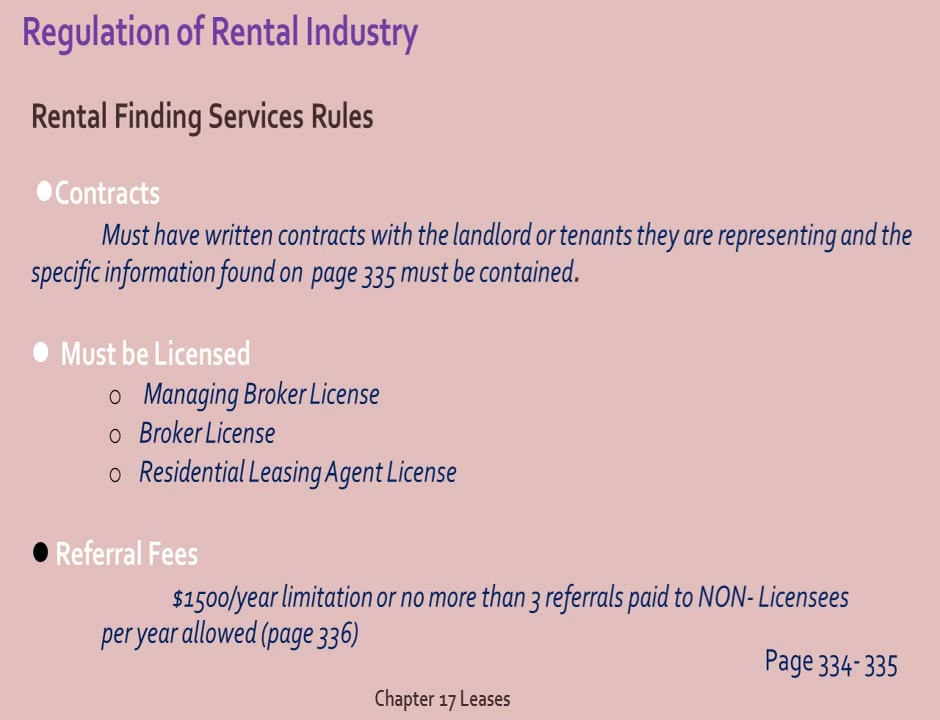 Regulation of Rental Industry
Rental Finding Services Rules
●Contracts
Must have written contracts with the landlord or tenants they are representing and the
specific information found on page 335 must be contained.
● Must be Licensed
o Managing Broker License
o Broker License
o Residential Leasing Agent License
● Referral Fees
$1500/year limitation or no more than 3 referrals paid to NON- Licensees
per year allowed (page 336)
Page 334- 335
Chapter 17 Leases